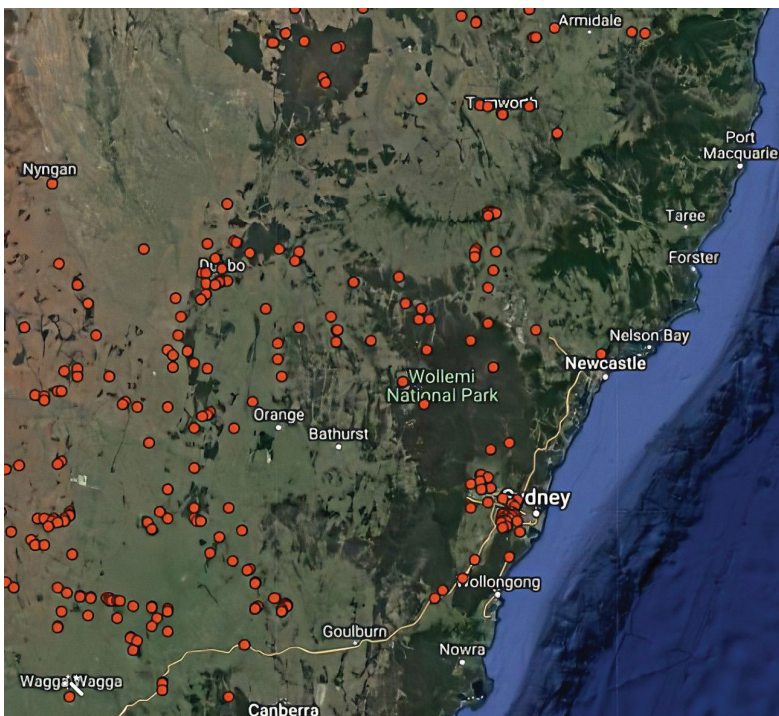 Armidale
Tamworth
Port
Macquarie
Nyngan
Taree
Dubbo
Forster
Nelson Bay
Newcastle
Wollemi
National Park
Orange
Bathurst
Sydney
Wollongong
Goulburn
Nowra
Wagga Wagga
Canberra